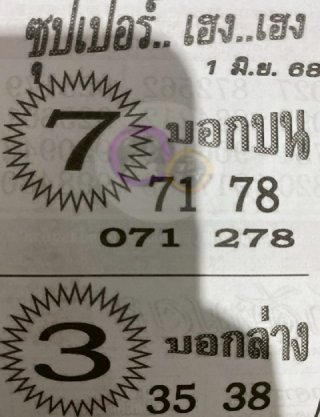 ซุปเปอร์.. เฮง..เฮง
1 มิ.ย. 68
7 บอกบน
71 78
071 278
3 บอกล่าง
35 38